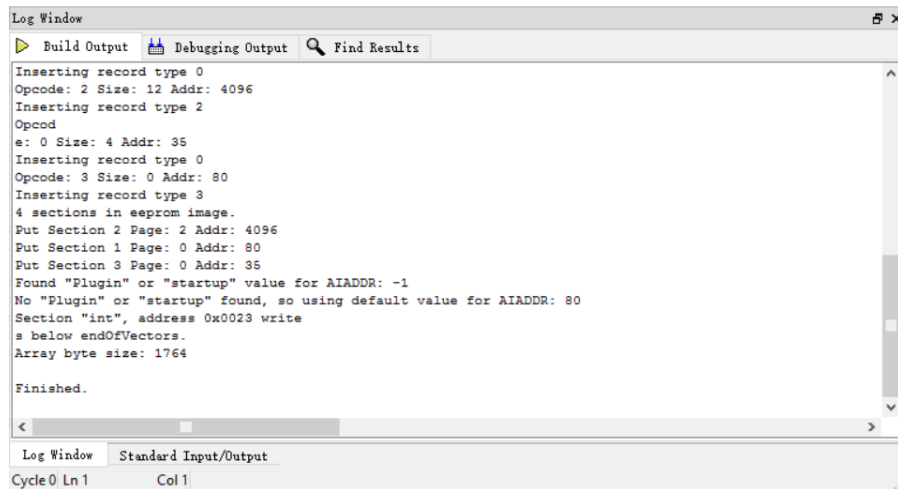 Log Window
Build Output Debugging Output Find Results
Inserting record type 0
Opcode: 2 Size: 12 Addr: 4096
Inserting record type 2
Opcod
e: 0 Size: 4 Addr: 35
Inserting record type 0
Opcode: 3 Size: 0 Addr: 80
Inserting record type 3
4 sections in eeprom image.
Put Section 2 Page: 2 Addr: 4096
Put Section 1 Page: 0 Addr: 80
Put Section 3 Page: 0 Addr: 35
Found "Plugin" or "startup" value for AIADDR: -1
No "Plugin" or "startup" found, so using default value for AIADDR: 80
Section "int", address 0x0023 write
s below endOfVectors.
Array byte size: 1764
Finished.
Log Window Standard Input/Output
Cycle 0 Ln 1 Col 1